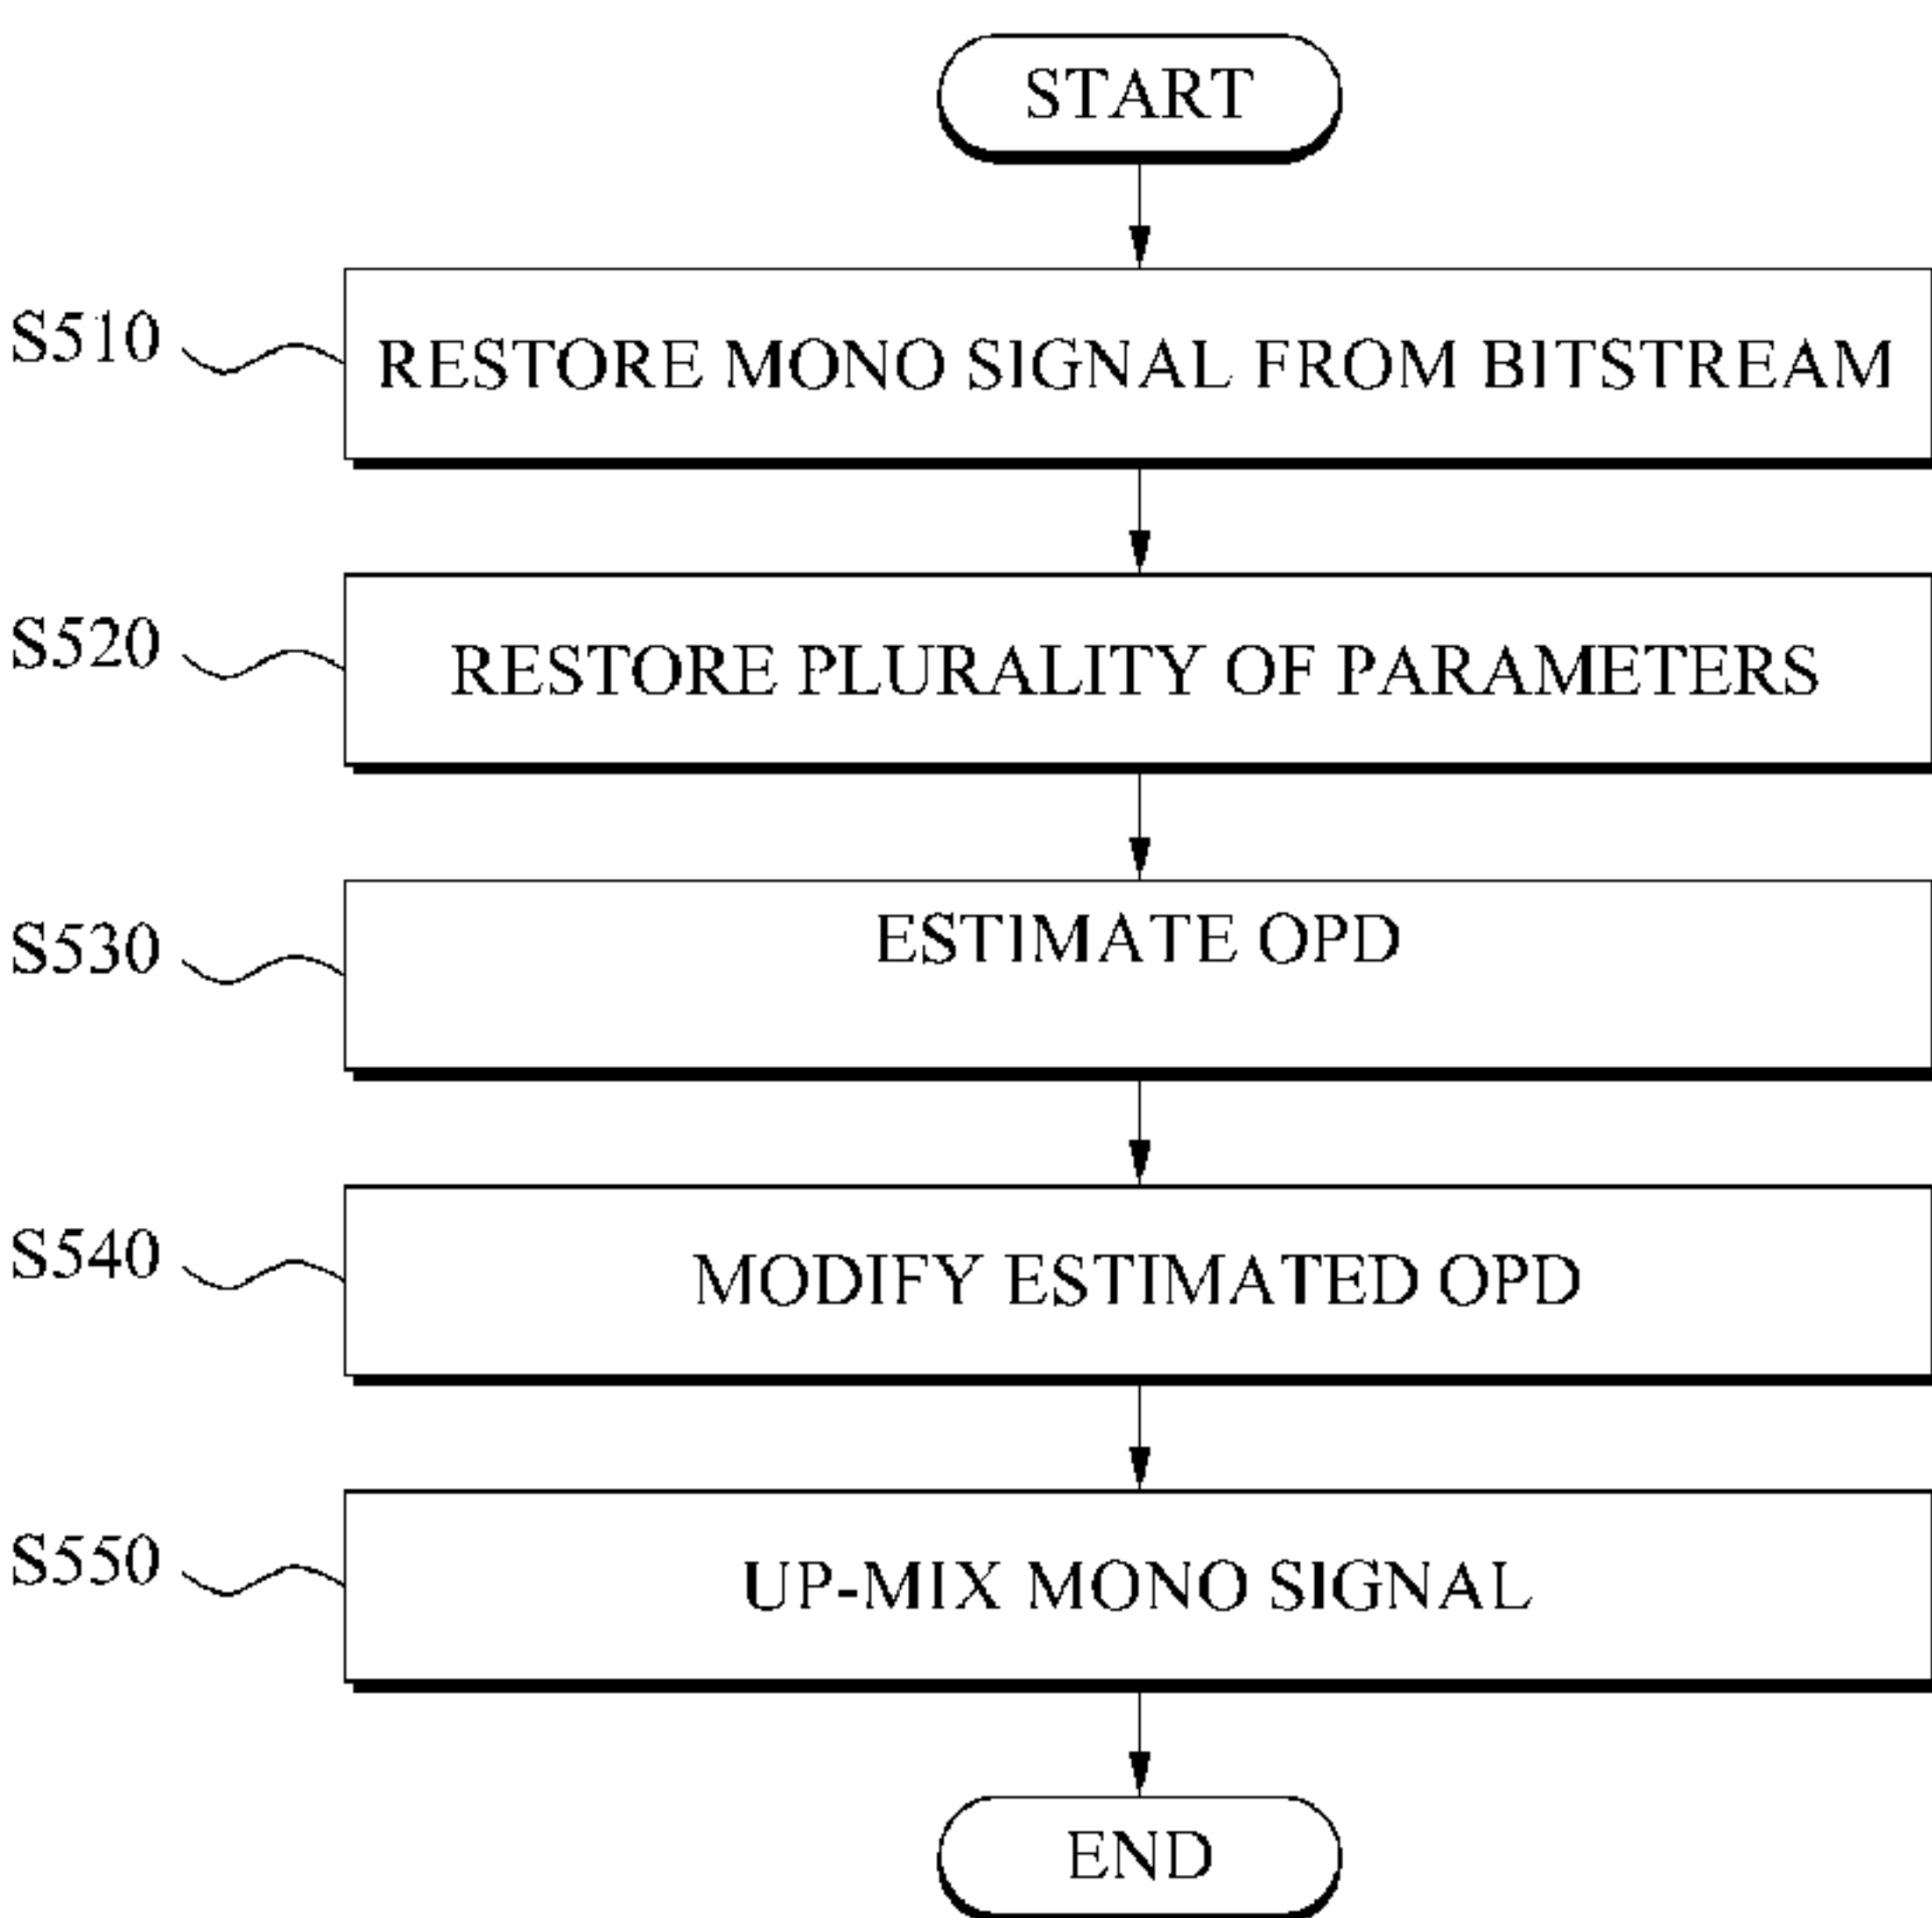 START
S510
RESTORE MONO SIGNAL FROM BITSTREAM
S520
RESTORE PLURALITY OF PARAMETERS
S530
ESTIMATE OPD
S540
MODIFY ESTIMATED OPD
S550
UP-MIX MONO SIGNAL
END